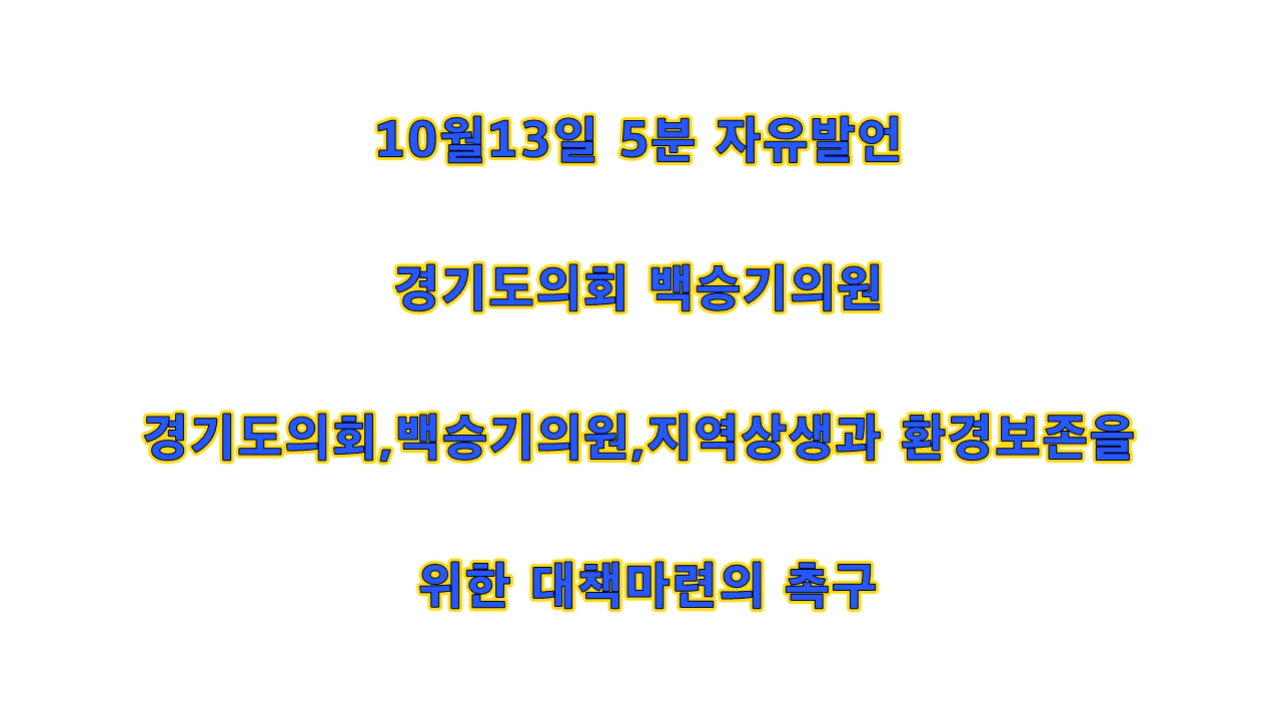 10월13일 5분 자유발언
경기도의회 백승기의원
경기도의회,백승기의원,지역상생과 환경보존을
위한 대책마련의 촉구